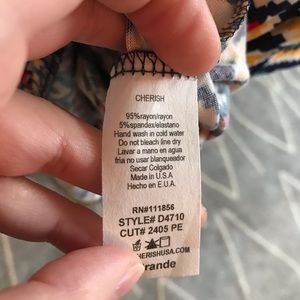 CHERISH
95%rayon/rayon
5%spandex/elastano
Hand wash in cold water
Do not bleach line dry
Lavar a mano en agua
fria no usar blanqueador
Secar Colgado
Made in U.S.A
Hecho en E.U.A.
RN#111856
STYLE# D4710
CUT# 2405 PE
HERISHUSA.COM
rande